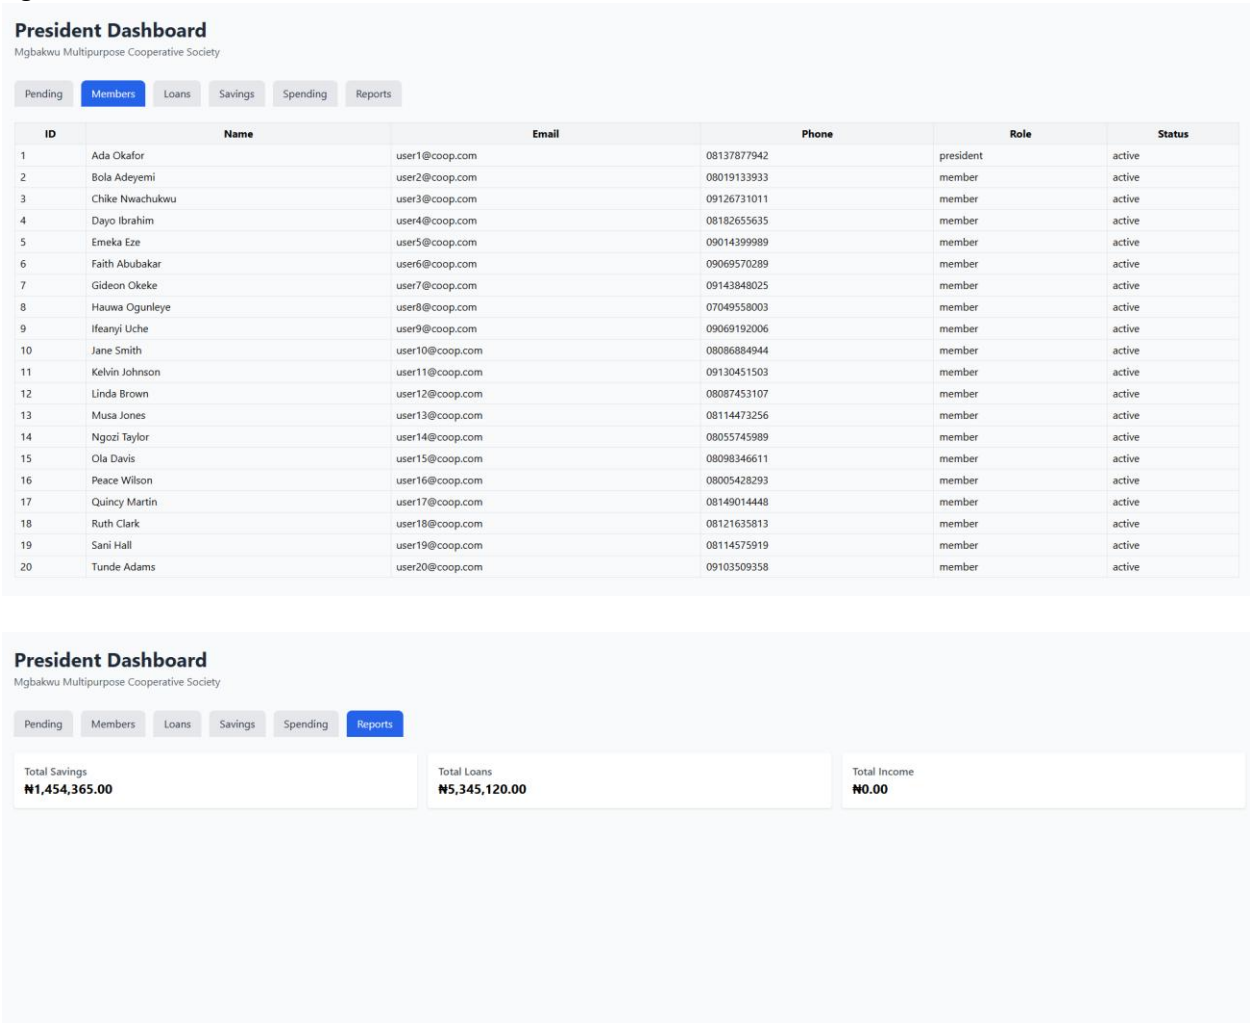 President Dashboard
Mgbakwu Multipurpose Cooperative Society
Pending Members Loans Savings Spending Reports
ID Name Email Phone Role Status
1 Ada Okafor user1@coop.com 08137877942 president active
2 Bola Adeyemi user2@coop.com 08019133933 member active
3 Chike Nwachukwu user3@coop.com 09126731011 member active
4 Dayo Ibrahim user4@coop.com 08182655635 member active
5 Emeka Eze user5@coop.com 09014399989 member active
6 Faith Abubakar user6@coop.com 09069570289 member active
7 Gideon Okeke user7@coop.com 09143848025 member active
8 Hauwa Ogunleye user8@coop.com 07049558003 member active
9 Ifeanyi Uche user9@coop.com 09069192006 member active
10 Jane Smith user10@coop.com 08086884944 member active
11 Kelvin Johnson user11@coop.com 09130451503 member active
12 Linda Brown user12@coop.com 08087453107 member active
13 Musa Jones user13@coop.com 08114473256 member active
14 Ngozi Taylor user14@coop.com 08055745989 member active
15 Ola Davis user15@coop.com 08098346611 member active
16 Peace Wilson user16@coop.com 08005428293 member active
17 Quincy Martin user17@coop.com 08149014448 member active
18 Ruth Clark user18@coop.com 08121635813 member active
19 Sani Hall user19@coop.com 08114575919 member active
20 Tunde Adams user20@coop.com 09103509358 member active
President Dashboard
Mgbakwu Multipurpose Cooperative Society
Pending Members Loans Savings Spending Reports
Total Savings Total Loans Total Income
₦1,454,365.00 ₦5,345,120.00 ₦0.00